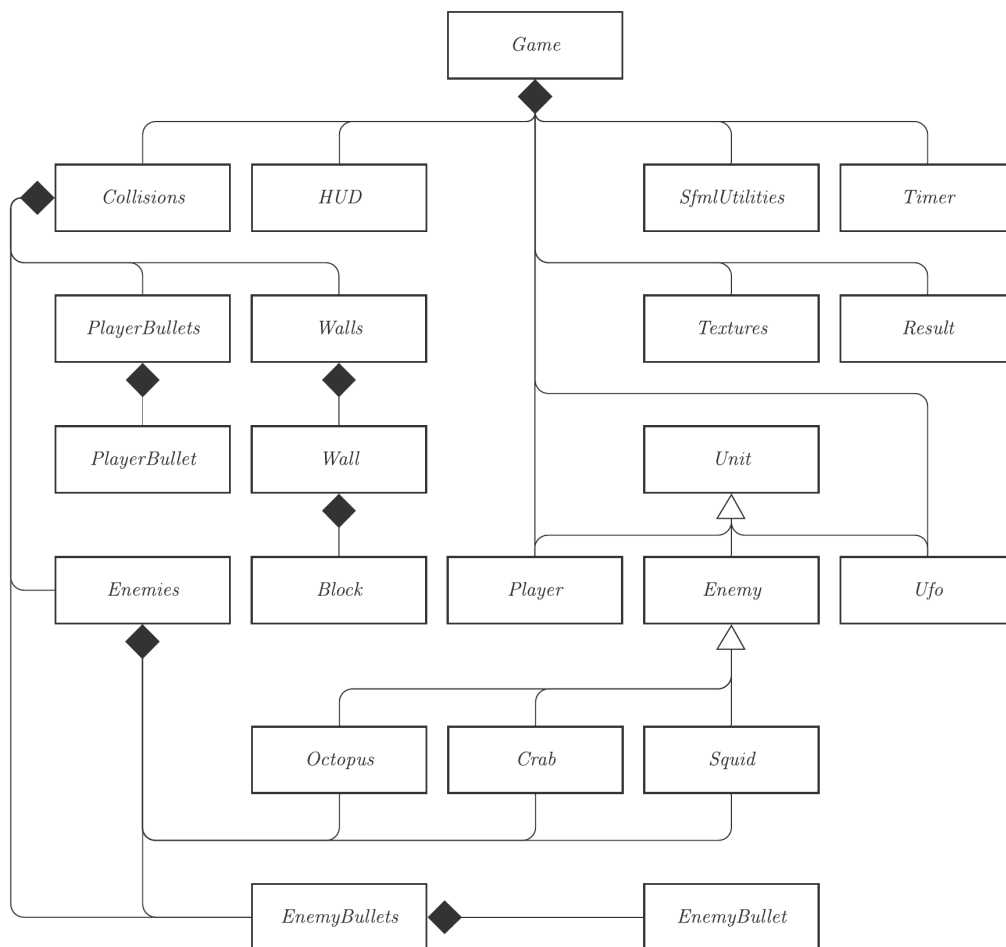 Game
Collisions
HUD
SfmlUtilities
Timer
PlayerBullets
Walls
Textures
Result
PlayerBullet
Wall
Unit
Enemies
Block
Player
Enemy
Ufo
Octopus
Crab
Squid
EnemyBullets
EnemyBullet